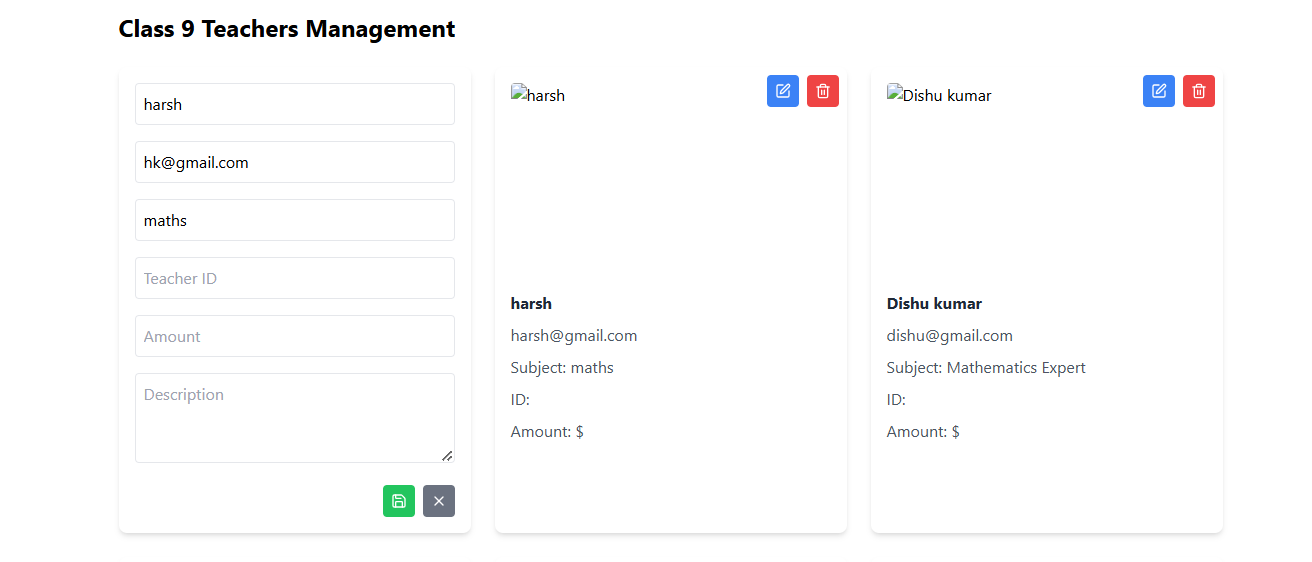 Class 9 Teachers Management
harsh
hk@gmail.com
maths
Teacher ID
Amount
Description
harsh
harsh
harsh@gmail.com
Subject: maths
ID:
Amount: $
Dishu kumar
Dishu kumar
dishu@gmail.com
Subject: Mathematics Expert
ID:
Amount: $